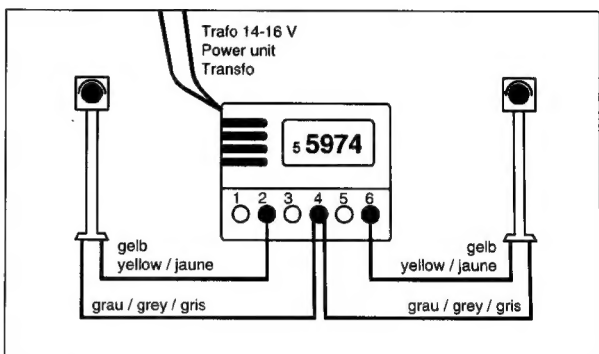 Trafo 14-16 V
Power unit
Transfo
5 5974
1 2 3 4 5 6
gelb
yellow / jaune
grau / grey / gris
gelb
yellow / jaune
grau / grey / gris